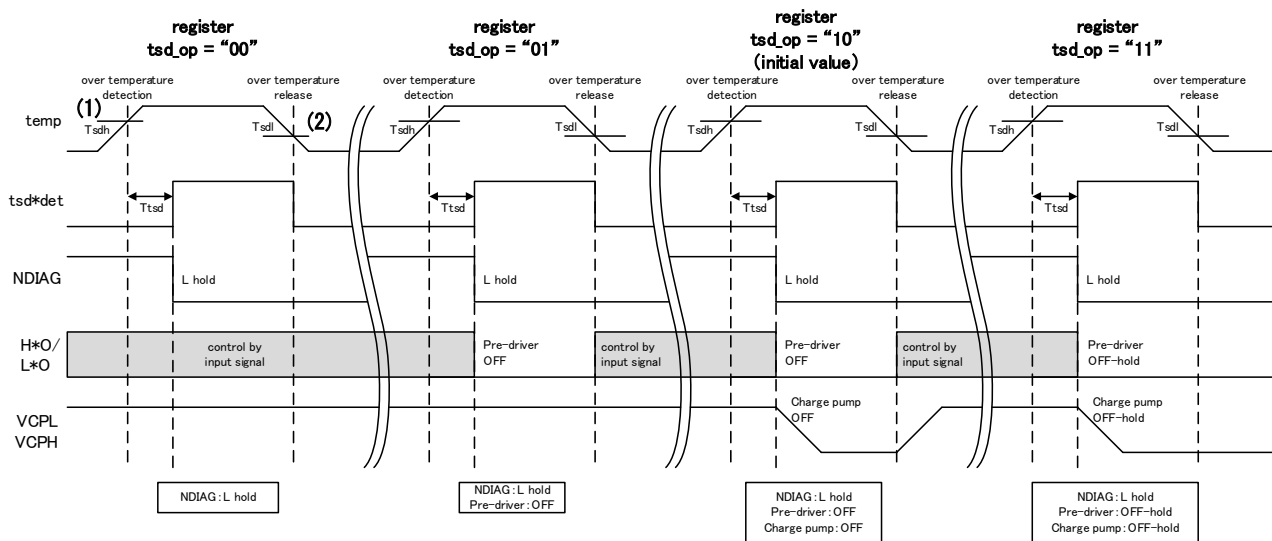 register
tsd_op = “00”
register
tsd_op = “01”
register
tsd_op = “10”
(initial value)
register
tsd_op = “11”
over temperature
detection
over temperature
release
over temperature
detection
over temperature
release
over temperature
detection
over temperature
release
over temperature
detection
over temperature
release
temp
(1)
Tsdh
Tsdl
(2)
Tsdh
Tsdl
Tsdh
Tsdl
Tsdh
Tsdl
tsd*det
Ttsd
Ttsd
Ttsd
Ttsd
NDIAG
L hold
L hold
L hold
L hold
H*O/
L*O
control by
input signal
Pre-driver
OFF
control by
input signal
Pre-driver
OFF
control by
input signal
Pre-driver
OFF-hold
VCPL
VCPH
Charge pump
OFF
Charge pump
OFF-hold
NDIAG:L hold
NDIAG:L hold
Pre-driver:OFF
NDIAG:L hold
Pre-driver:OFF
Charge pump:OFF
NDIAG:L hold
Pre-driver:OFF-hold
Charge pump:OFF-hold